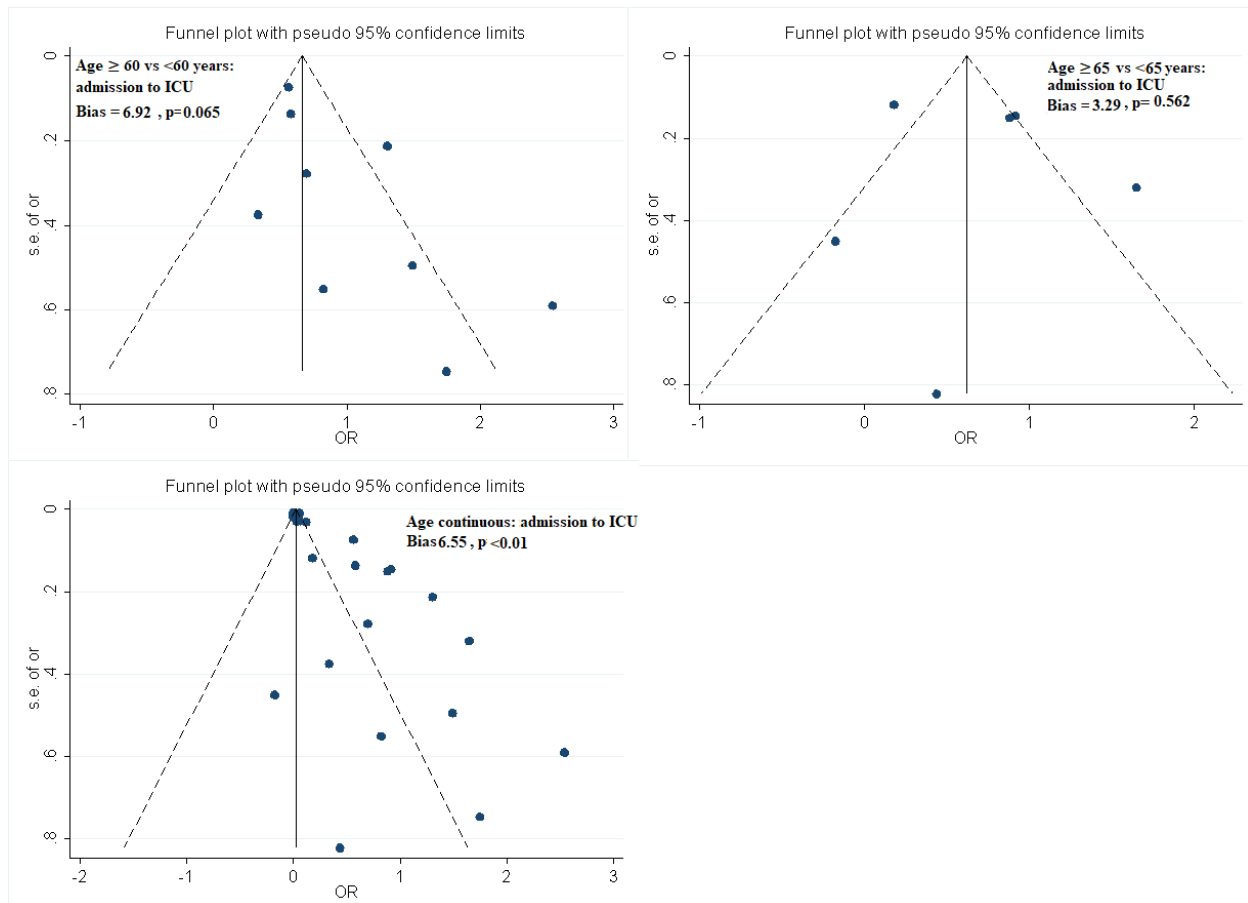 Funnel plot with pseudo 95% confidence limits
Age ≥ 60 vs <60 years:
admission to ICU
Bias = 6.92 , p=0.065
s.e. of or
0
.2
.4
.6
.8
-1
0
1
2
3
OR
Funnel plot with pseudo 95% confidence limits
Age ≥65 vs <65 years:
admission to ICU
Bias = 3.29, p= 0.562
s.e. of or
0
.2
.4
.6
.8
-1
0
1
2
OR
Funnel plot with pseudo 95% confidence limits
Age continuous: admission to ICU
Bias 6.55 , p <0.01
s.e. of or
0
.2
.4
.6
.8
-2
-1
0
1
2
3
OR